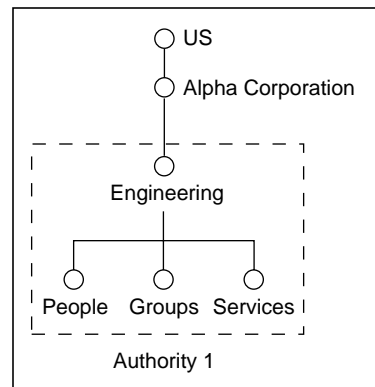 US
Alpha Corporation
Engineering
People Groups Services
Authority 1